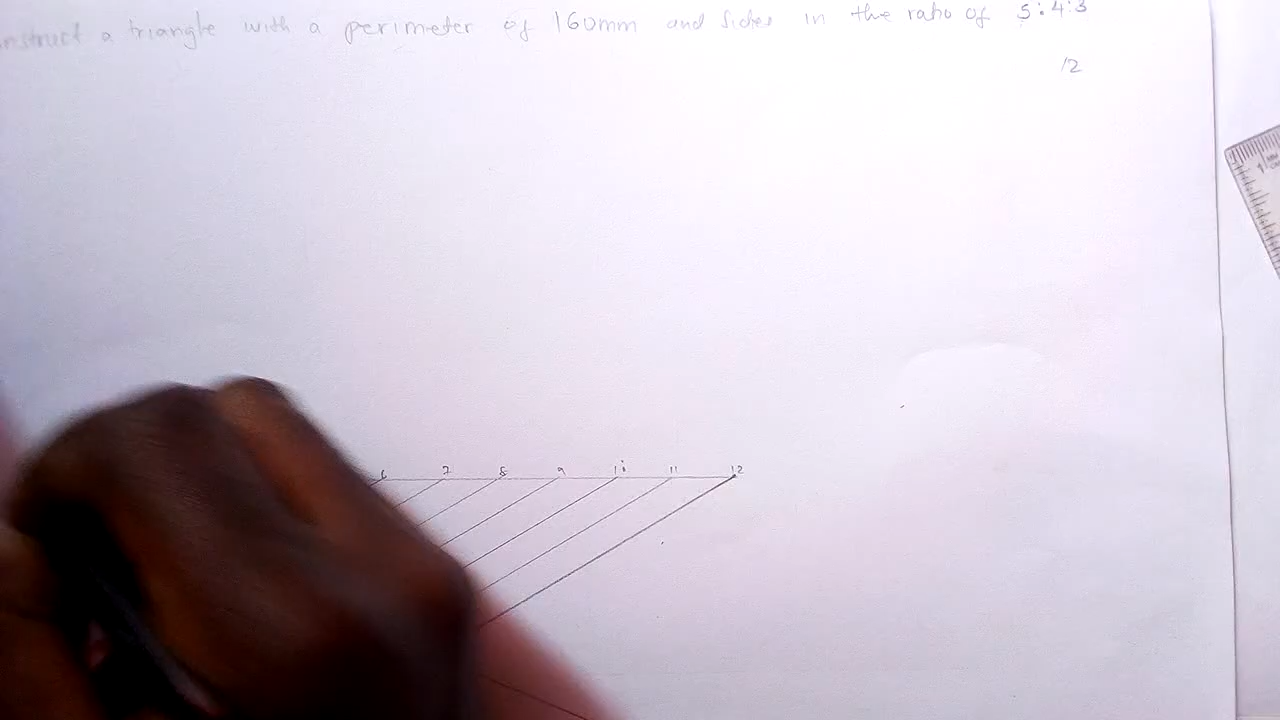 nstruct a triangle with a perimeter of 160mm and sides in the ratio of 5:4:3
12
6 7 8 9 10 11 12